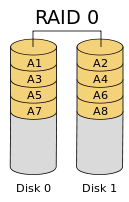 RAID 0
A1 A2
A3 A4
A5 A6
A7 A8
Disk 0 Disk 1